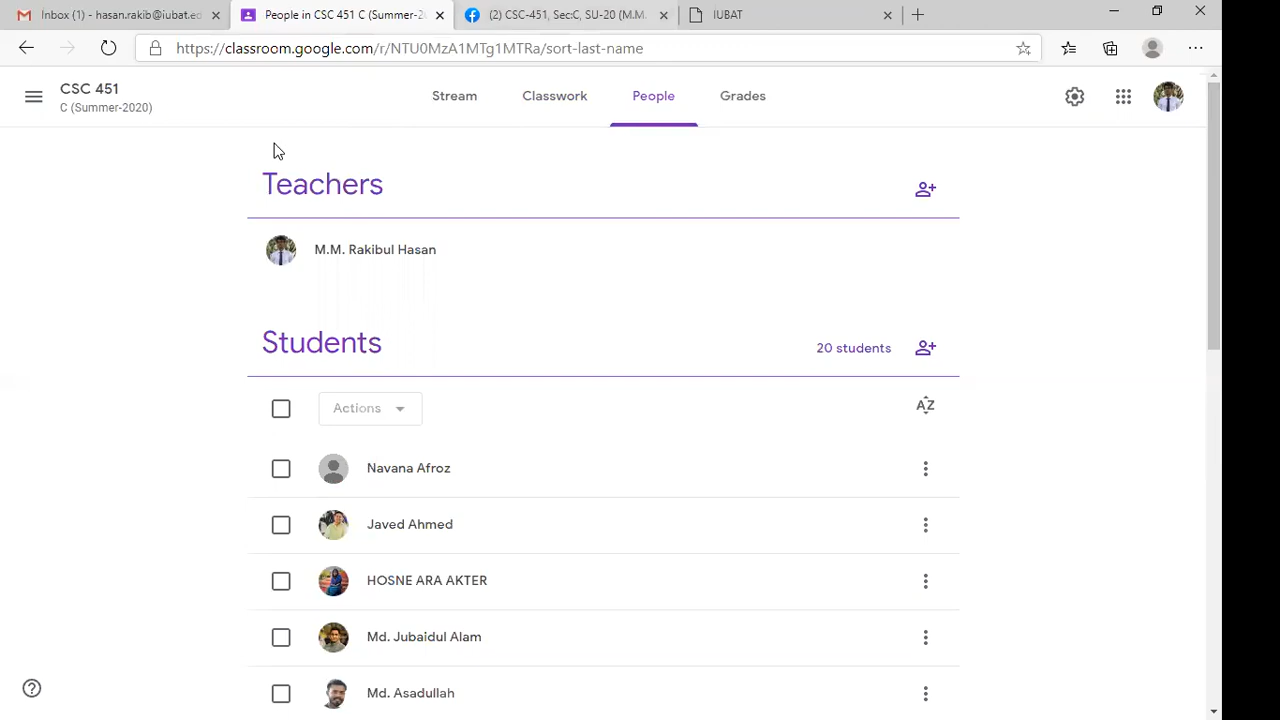 Inbox (1) - hasan.rakib@iubat.ed
People in CSC 451 C (Summer-2
(2) CSC-451, Sec:C, SU-20 (M.M.
IUBAT
https://classroom.google.com/r/NTU0MzA1MTg1MTRa/sort-last-name
CSC 451
C (Summer-2020)
Stream
Classwork
People
Grades
Teachers
M.M. Rakibul Hasan
Students
20 students
Actions
AZ
Navana Afroz
Javed Ahmed
HOSNE ARA AKTER
Md. Jubaidul Alam
Md. Asadullah